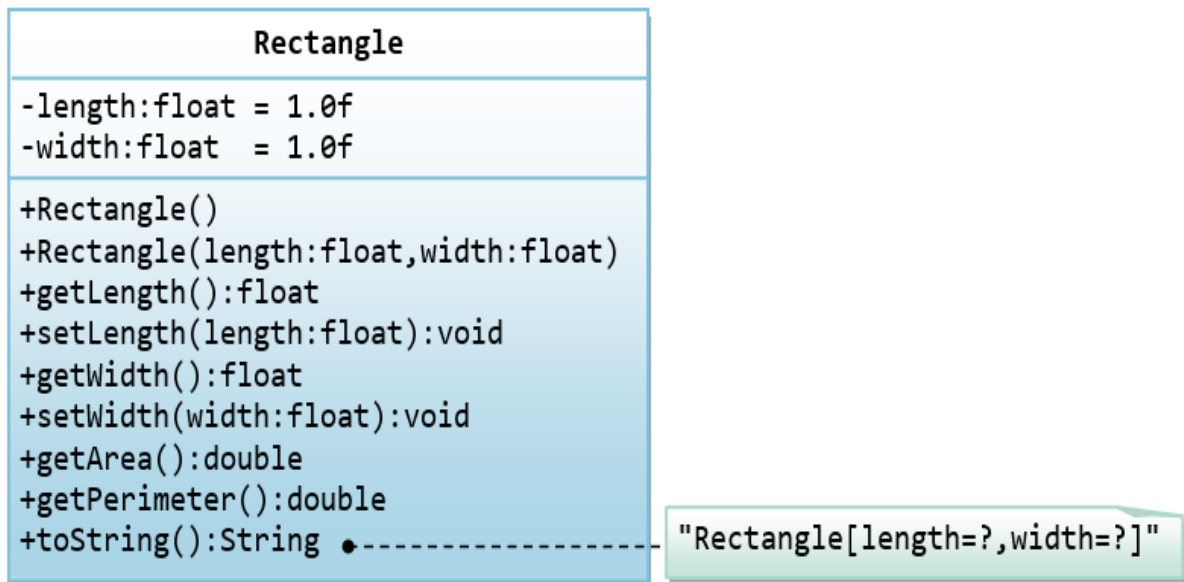 Rectangle
-length:float = 1.0f
-width:float  = 1.0f
+Rectangle()
+Rectangle(length:float,width:float)
+getLength():float
+setLength(length:float):void
+getWidth():float
+setWidth(width:float):void
+getArea():double
+getPerimeter():double
+toString():String
"Rectangle[length=?,width=?]"